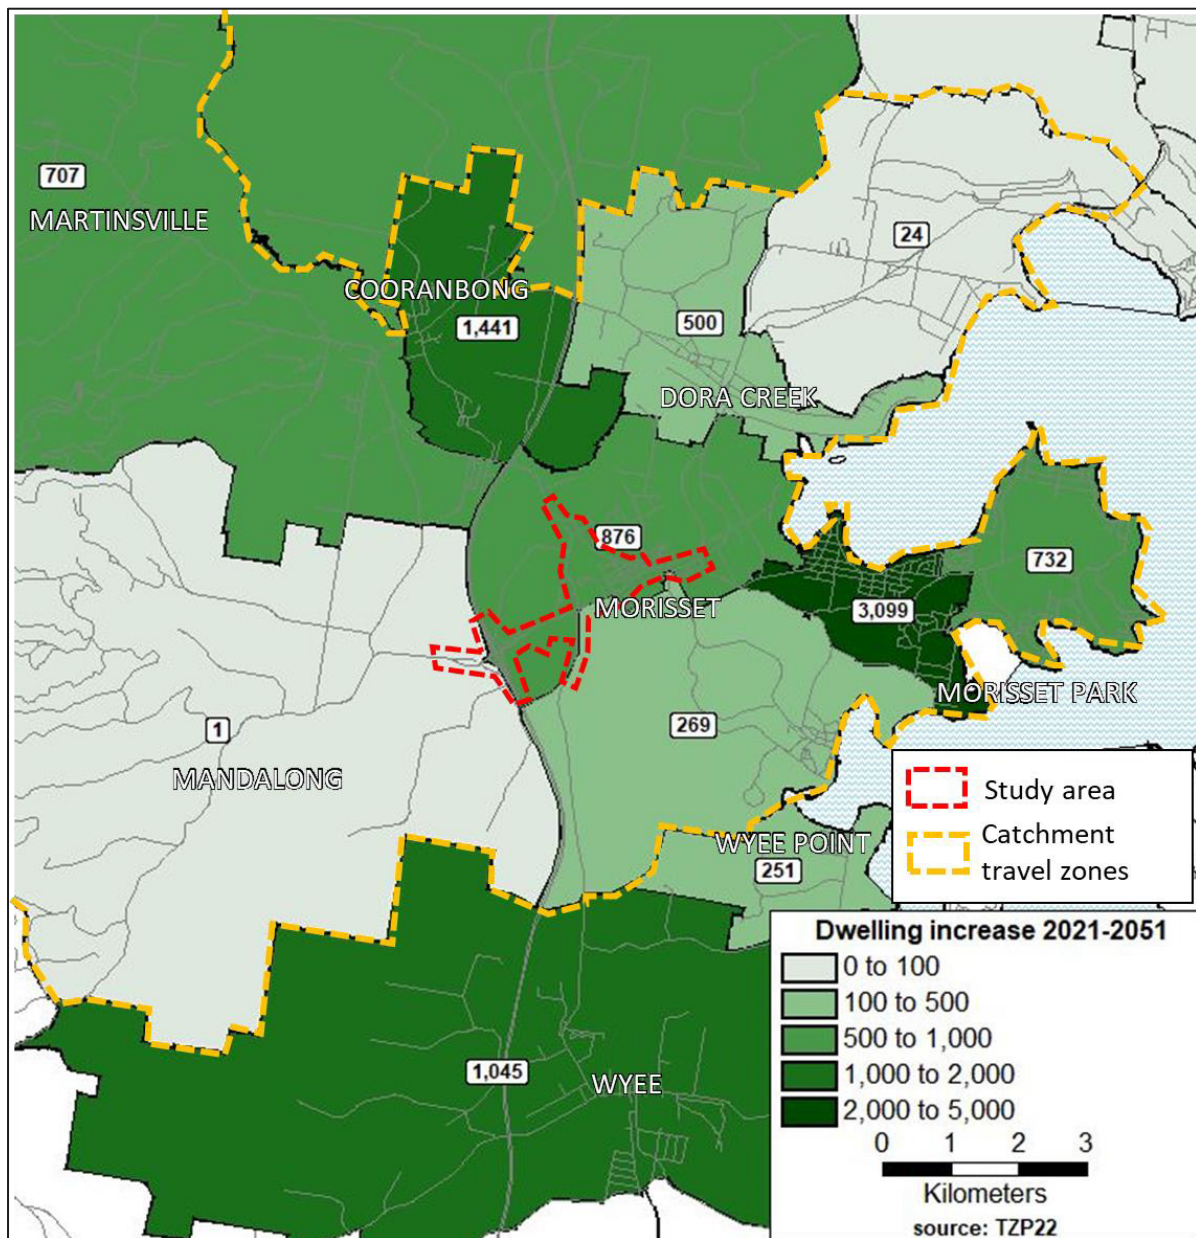 707
MARTINSVILLE
24
COORANBONG
1,441
500
DORA CREEK
876
732
MORISSET
3,099
MORISSET PARK
269
1
MANDALONG
Study area
Catchment
travel zones
WYEE POINT
251
Dwelling increase 2021-2051
0 to 100
100 to 500
500 to 1,000
1,000 to 2,000
2,000 to 5,000
0 1 2 3
Kilometers
source: TZP22
1,045
WYEE